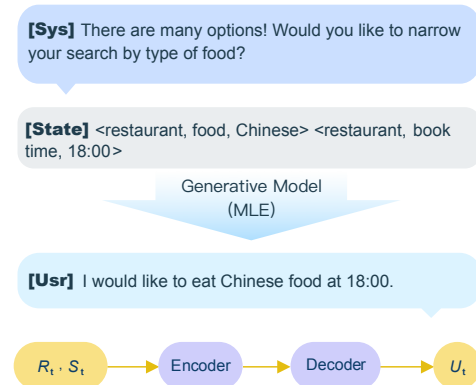 [Sys] There are many options! Would you like to narrow
your search by type of food?
[State] <restaurant, food, Chinese> <restaurant, book
time, 18:00>
Generative Model
(MLE)
[Usr] I would like to eat Chinese food at 18:00.
Rt , St Encoder Decoder Ut